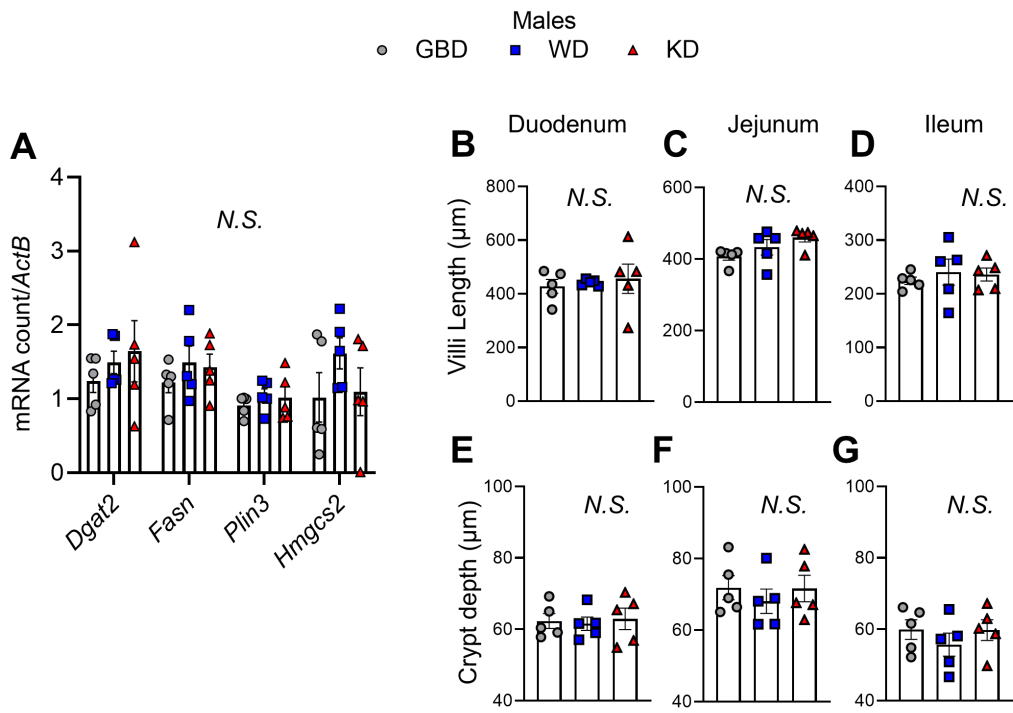 Males
GBD WD KD
A
4
3
2
1
0
mRNA count/ActB
N.S.
Dgat2 Fasn Plin3 Hmgcs2
B Duodenum
800
600
400
200
0
Villi Length (μm)
N.S.
C Jejunum
600
400
200
0
N.S.
D Ileum
400
300
200
100
0
N.S.
E
100
80
60
40
Crypt depth (μm)
N.S.
F
100
80
60
40
N.S.
G
100
80
60
40
N.S.